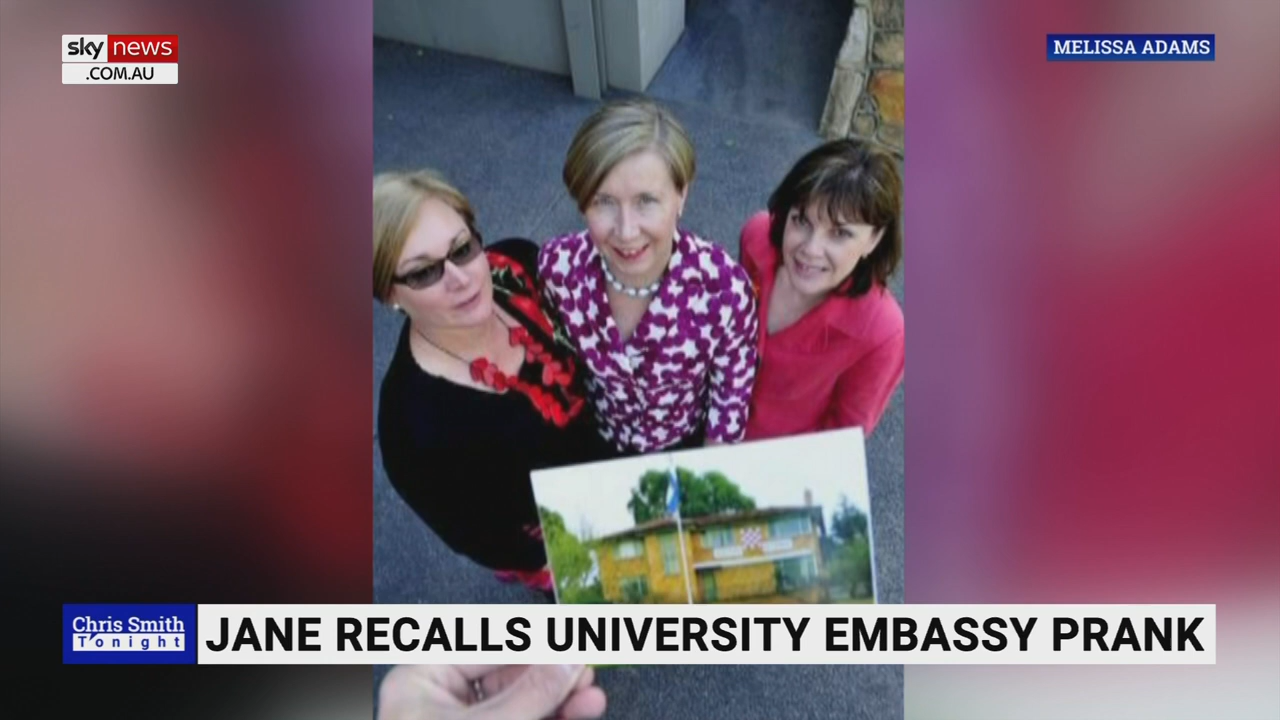 sky news
.COM.AU
MELISSA ADAMS
Chris Smith
Tonight
JANE RECALLS UNIVERSITY EMBASSY PRANK